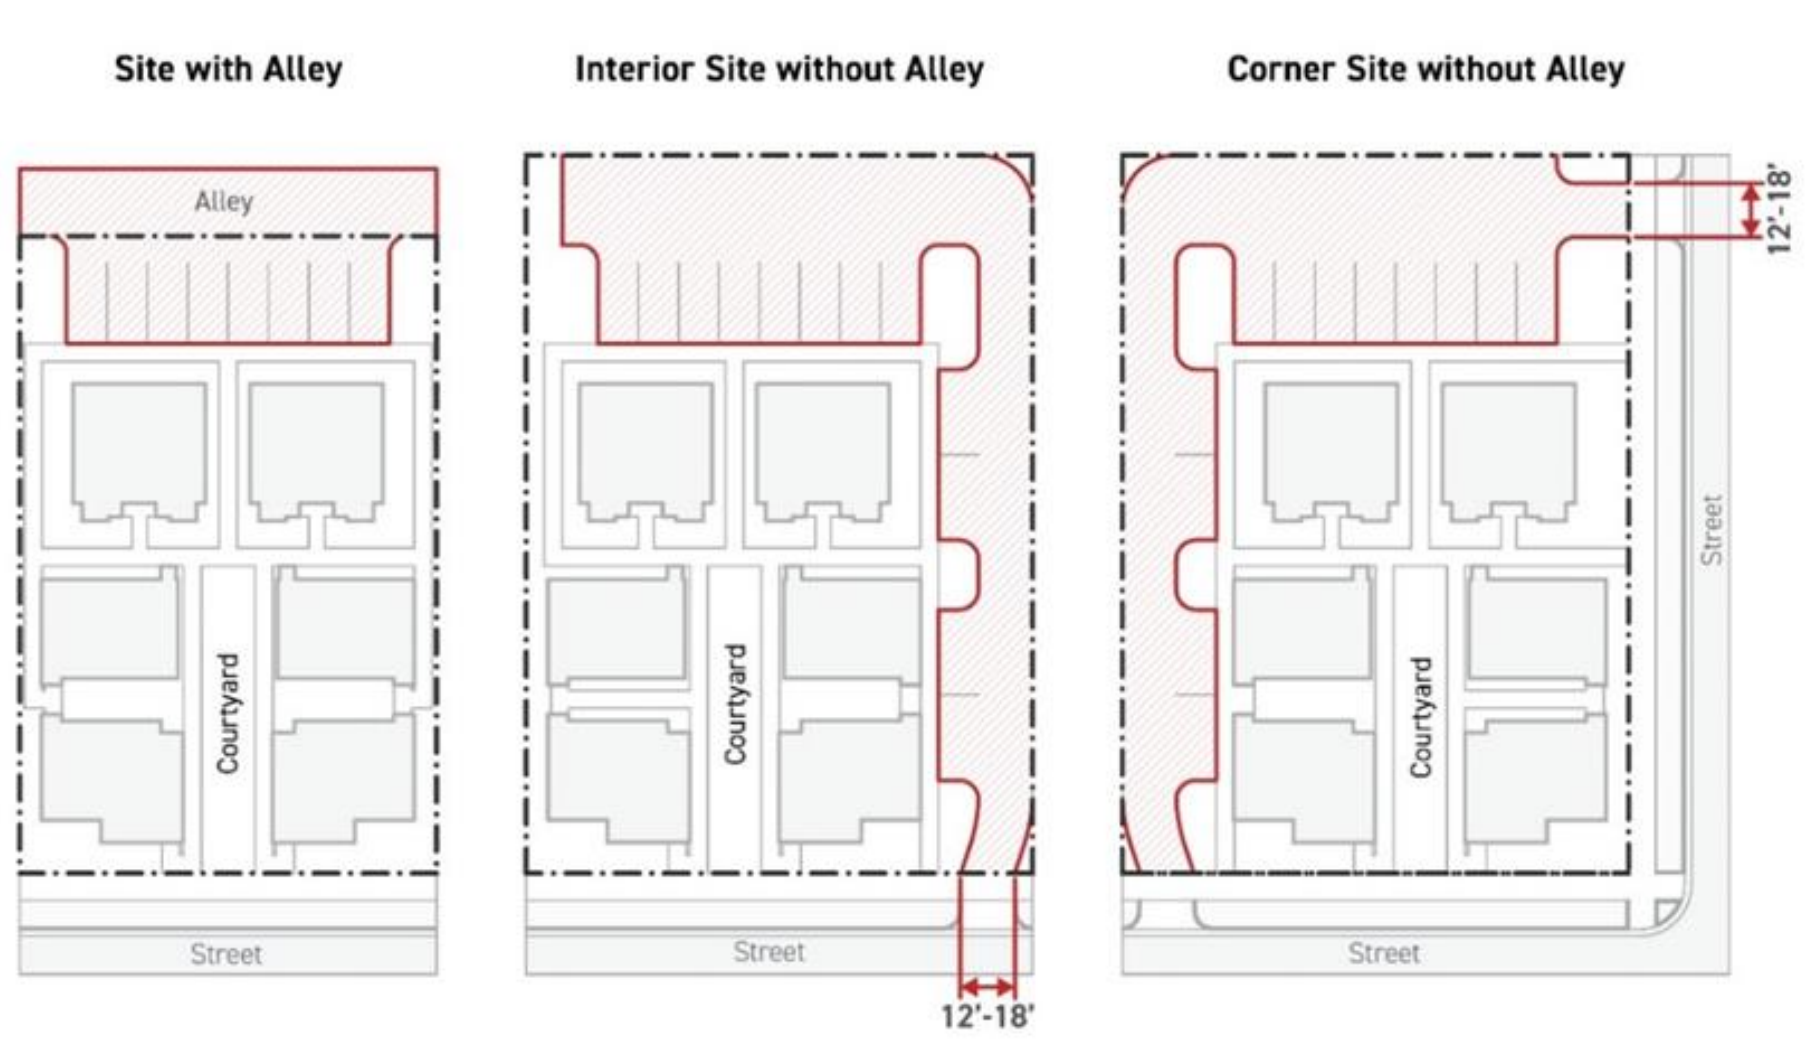 Site with Alley
Interior Site without Alley
Corner Site without Alley
Alley
12'-18'
Street
Courtyard
Courtyard
Courtyard
Street
Street
Street
12'-18'